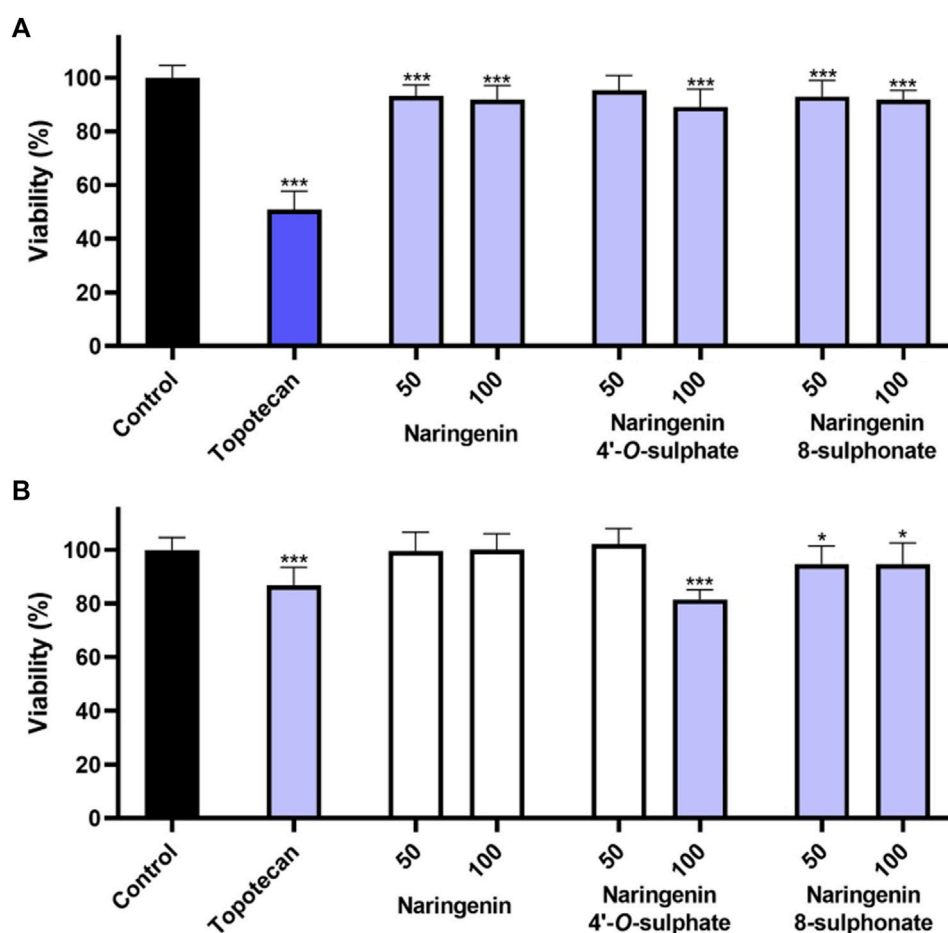 A
Viability (%)
100
80
60
40
20
0
***
***
***
***
***
***
Control
Topotecan
50
100
50
100
50
100
Naringenin
Naringenin
4'-O-sulphate
Naringenin
8-sulphonate
B
Viability (%)
100
80
60
40
20
0
***
***
*
*
Control
Topotecan
50
100
50
100
50
100
Naringenin
Naringenin
4'-O-sulphate
Naringenin
8-sulphonate